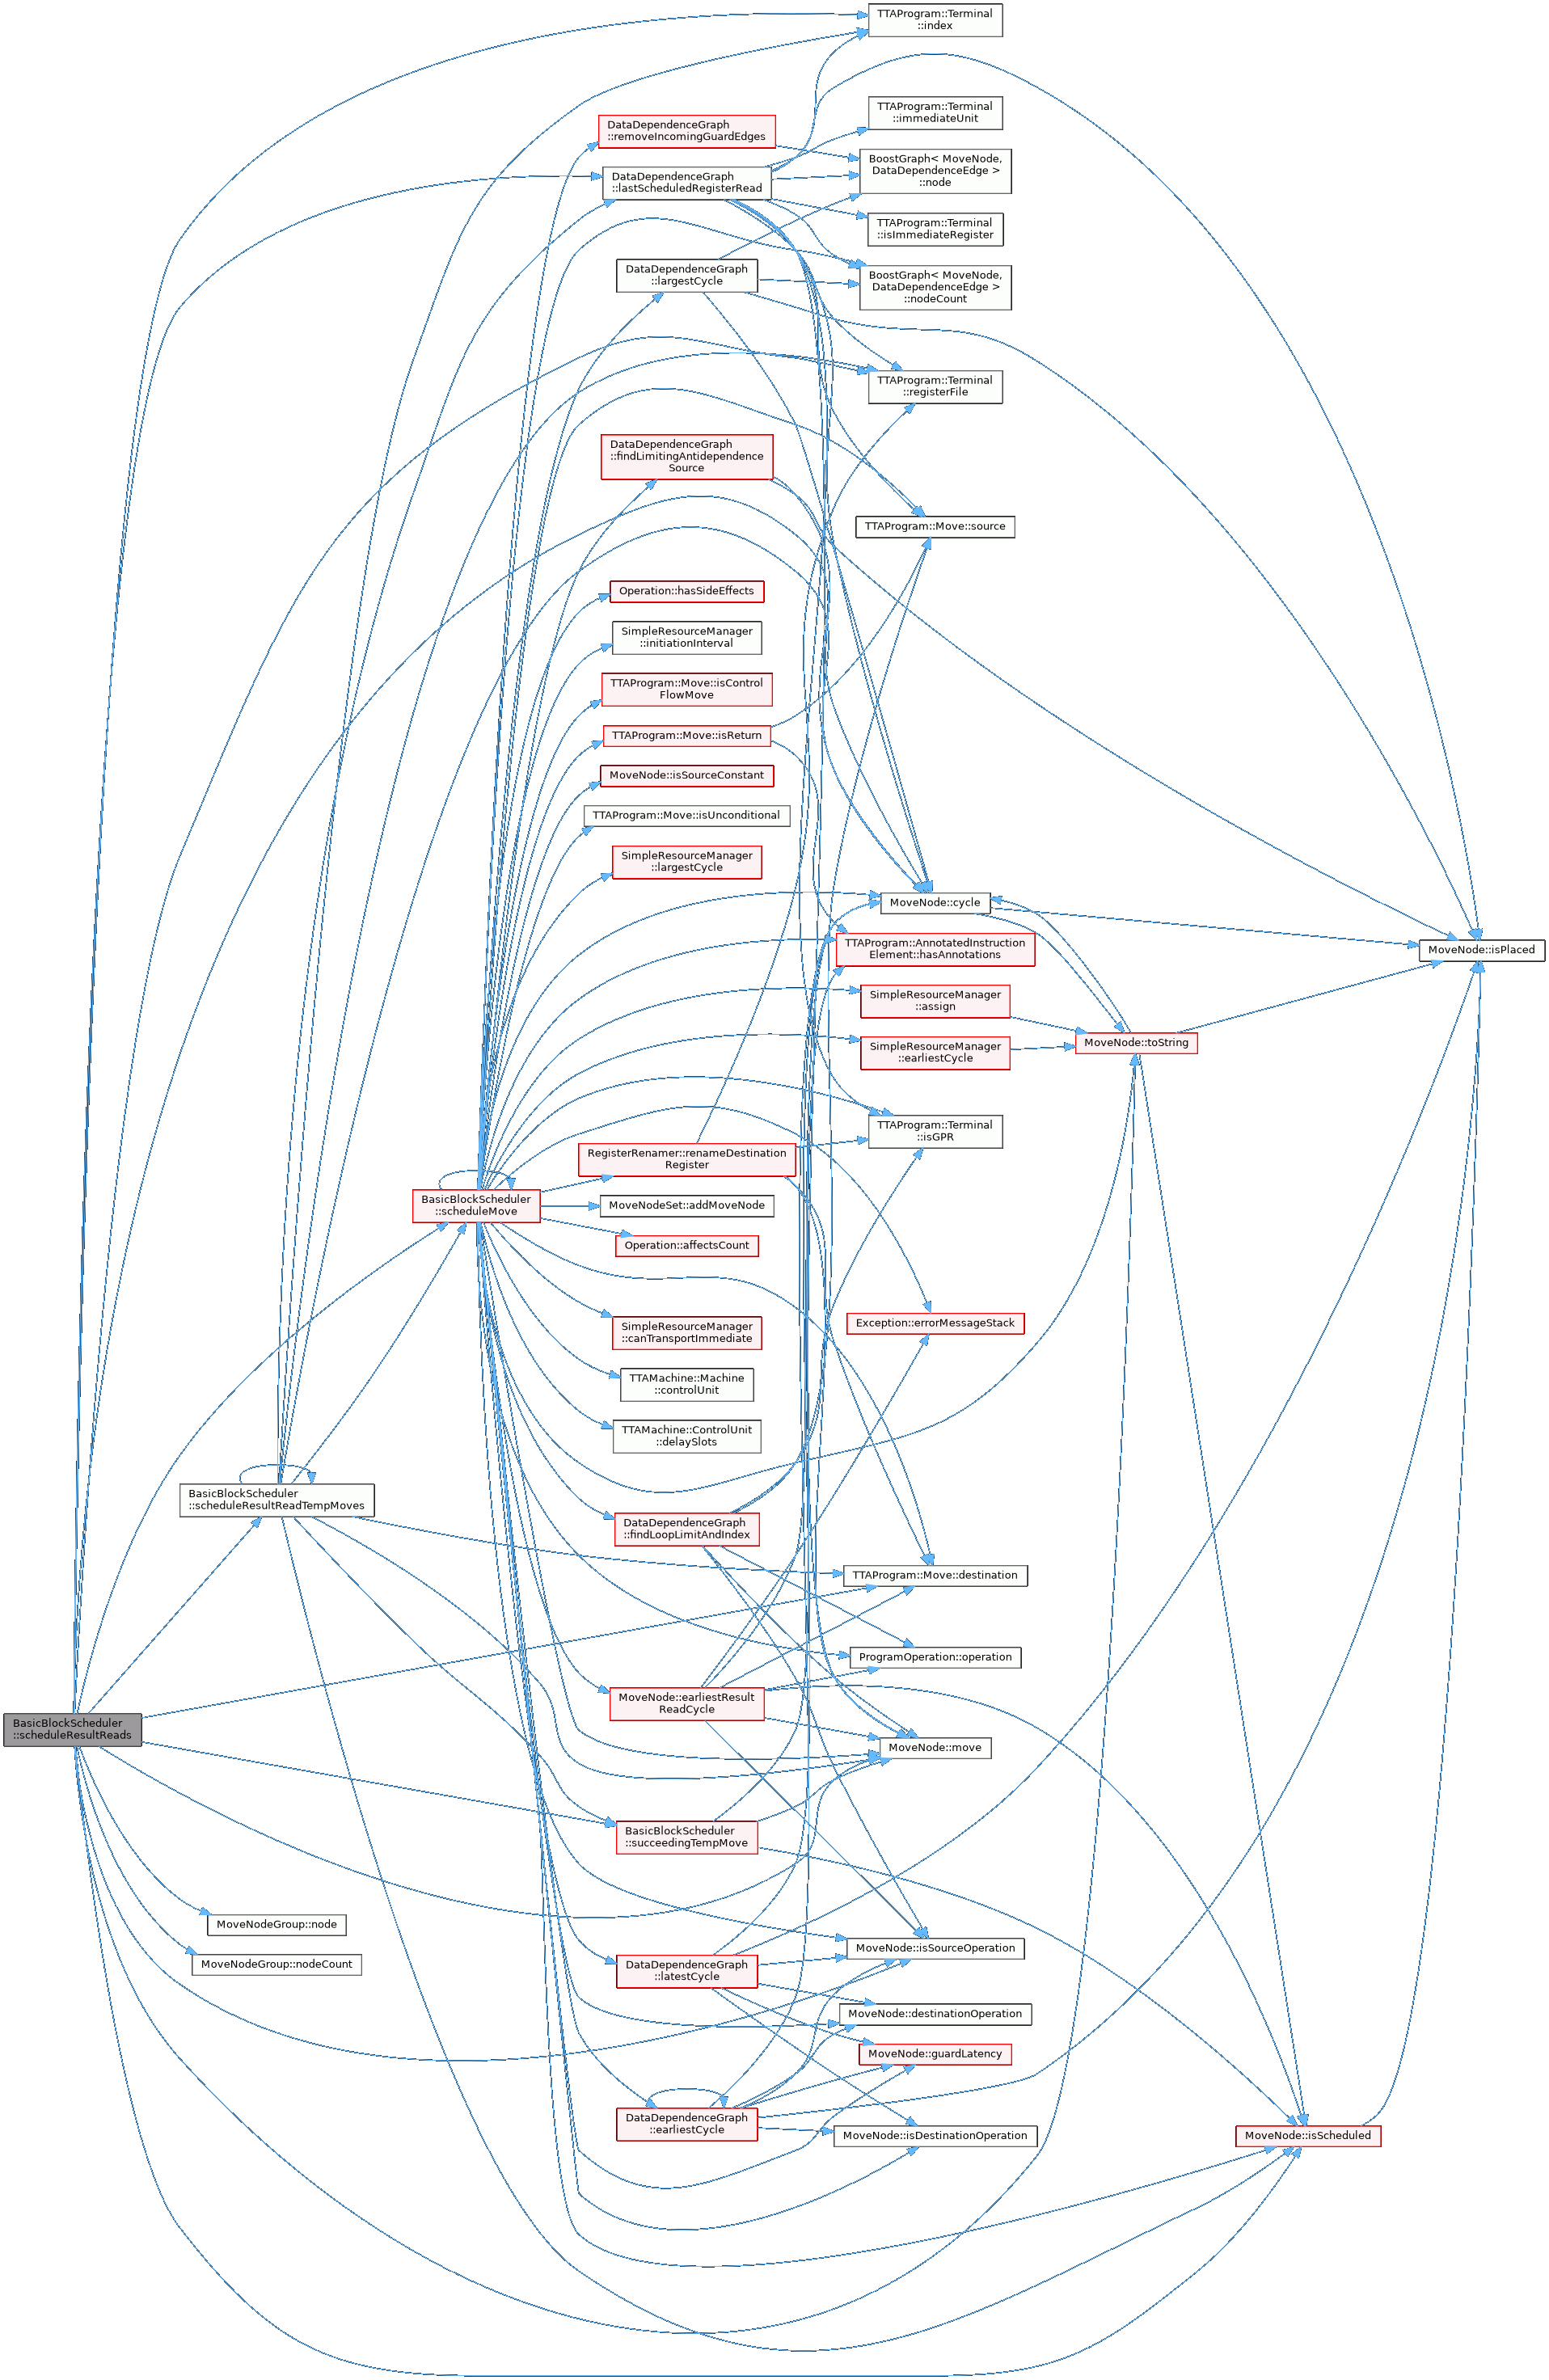 TTAProgram::Terminal
::index
TTAProgram::Terminal
::immediateUnit
DataDependenceGraph
::removeIncomingGuardEdges
BoostGraph< MoveNode,
DataDependenceEdge >
::node
DataDependenceGraph
::lastScheduledRegisterRead
TTAProgram::Terminal
::isImmediateRegister
DataDependenceGraph
::largestCycle
BoostGraph< MoveNode,
DataDependenceEdge >
::nodeCount
TTAProgram::Terminal
::registerFile
DataDependenceGraph
::findLimitingAntidependence
Source
TTAProgram::Move::source
Operation::hasSideEffects
SimpleResourceManager
::initiationInterval
TTAProgram::Move::isControl
FlowMove
TTAProgram::Move::isReturn
MoveNode::isSourceConstant
TTAProgram::Move::isUnconditional
SimpleResourceManager
::largestCycle
MoveNode::cycle
TTAProgram::AnnotatedInstruction
Element::hasAnnotations
MoveNode::isPlaced
SimpleResourceManager
::assign
MoveNode::toString
SimpleResourceManager
::earliestCycle
TTAProgram::Terminal
::isGPR
RegisterRenamer::renameDestination
Register
BasicBlockScheduler
::scheduleMove
MoveNodeSet::addMoveNode
Operation::affectsCount
Exception::errorMessageStack
SimpleResourceManager
::canTransportImmediate
TTAMachine::Machine
::controlUnit
TTAMachine::ControlUnit
::delaySlots
BasicBlockScheduler
::scheduleResultReadTempMoves
DataDependenceGraph
::findLoopLimitAndIndex
TTAProgram::Move::destination
ProgramOperation::operation
MoveNode::earliestResult
ReadCycle
BasicBlockScheduler
::scheduleResultReads
MoveNode::move
BasicBlockScheduler
::succeedingTempMove
MoveNodeGroup::node
MoveNode::isSourceOperation
MoveNodeGroup::nodeCount
DataDependenceGraph
::latestCycle
MoveNode::destinationOperation
MoveNode::guardLatency
DataDependenceGraph
::earliestCycle
MoveNode::isDestinationOperation
MoveNode::isScheduled